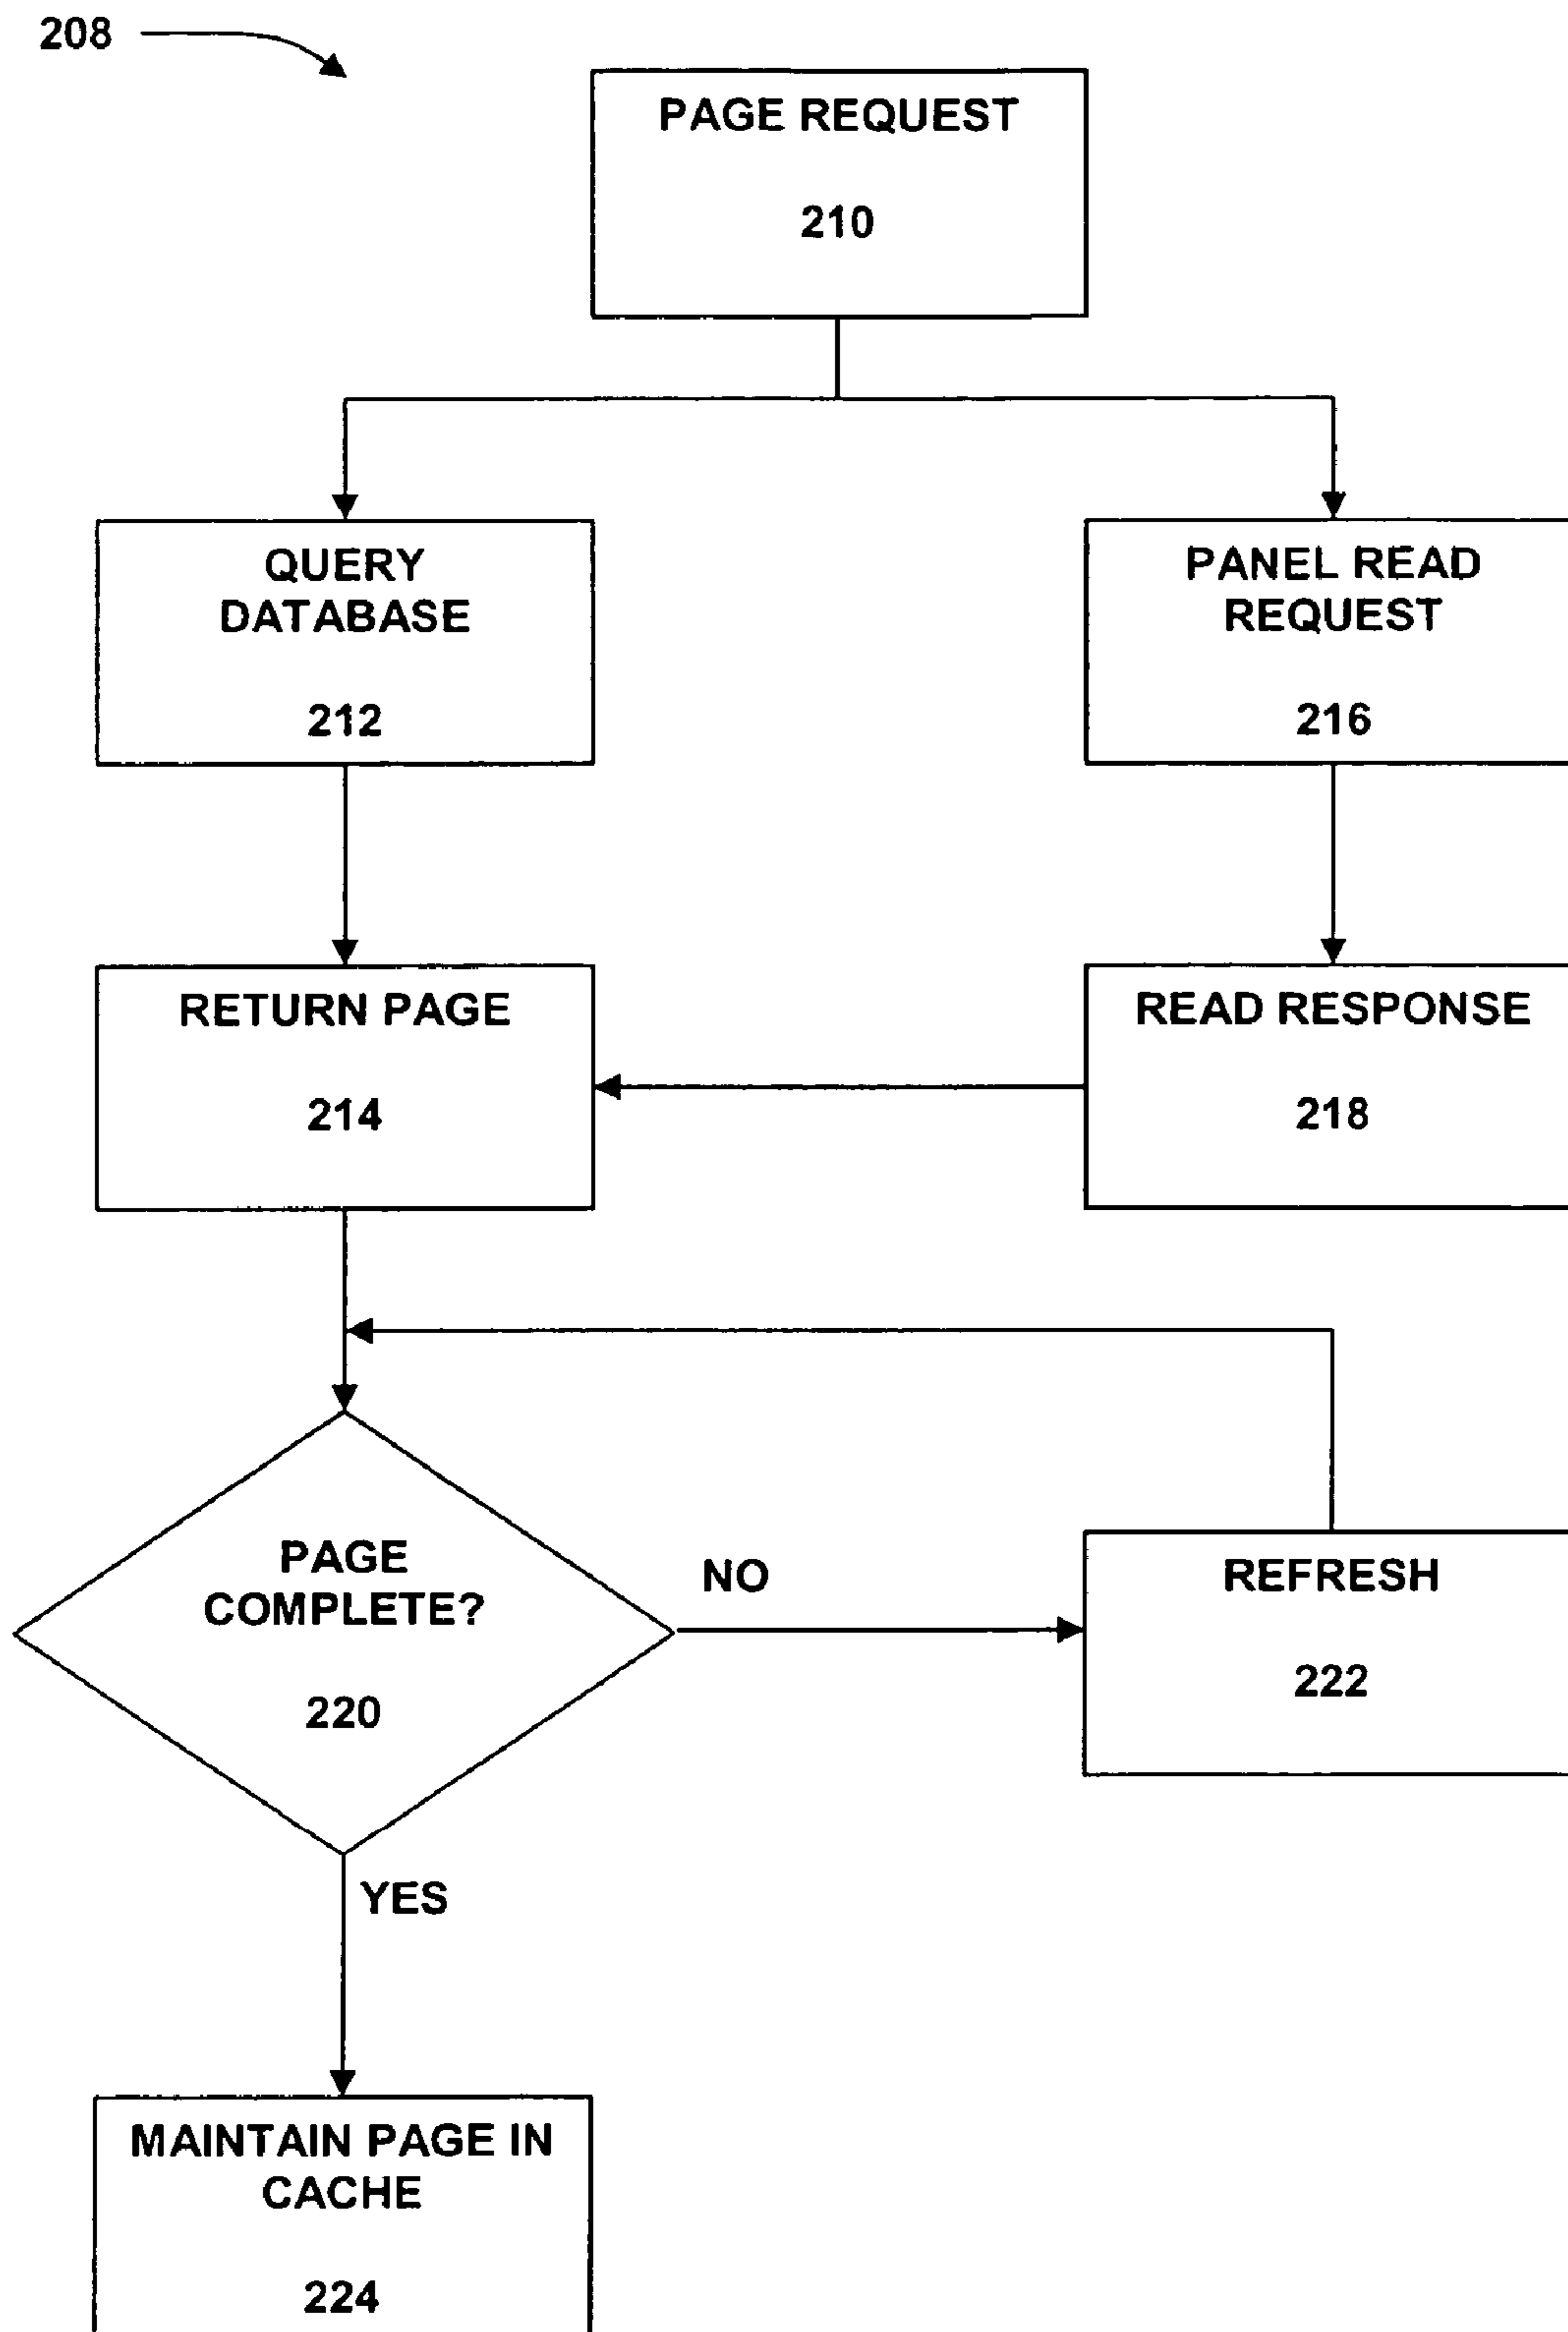 208
PAGE REQUEST
210
QUERY
DATABASE
212
PANEL READ
REQUEST
216
RETURN PAGE
214
READ RESPONSE
218
PAGE
COMPLETE?
220
NO
REFRESH
222
YES
MAINTAIN PAGE IN
CACHE
224